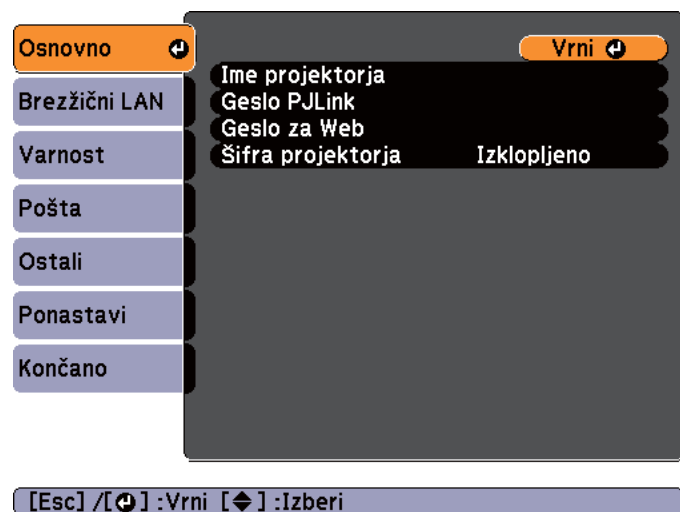 Osnovno
Vrni
Ime projektorja
Brezžični LAN
Geslo PJLink
Geslo za Web
Varnost
Šifra projektorja Izklopljeno
Pošta
Ostali
Ponastavi
Končano
[Esc] /[ ] :Vrni [ ] :Izberi